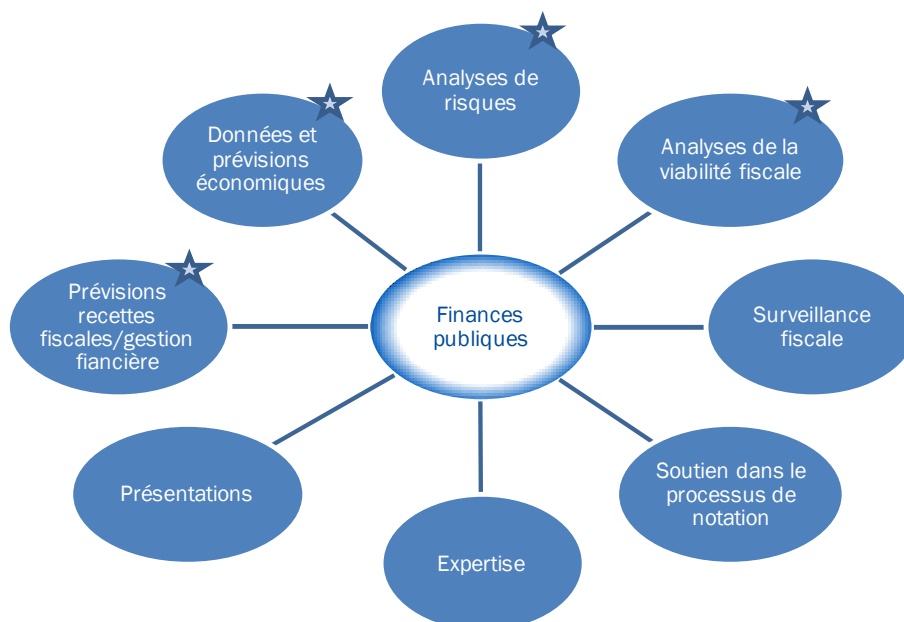 Analyses de
risques
Données et
prévisions
économiques
Analyses de la
viabilité fiscale
Prévisions
recettes
fiscales/gestion
fiancière
Finances
publiques
Surveillance
fiscale
Présentations
Soutien dans le
processus de
notation
Expertise